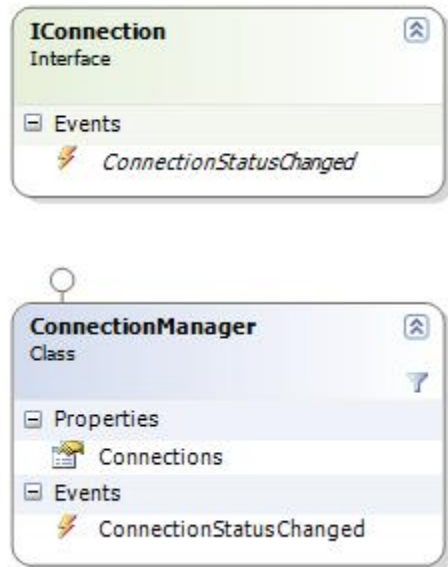 IConnection
Interface
Events
ConnectionStatusChanged
ConnectionManager
Class
Properties
Connections
Events
ConnectionStatusChanged